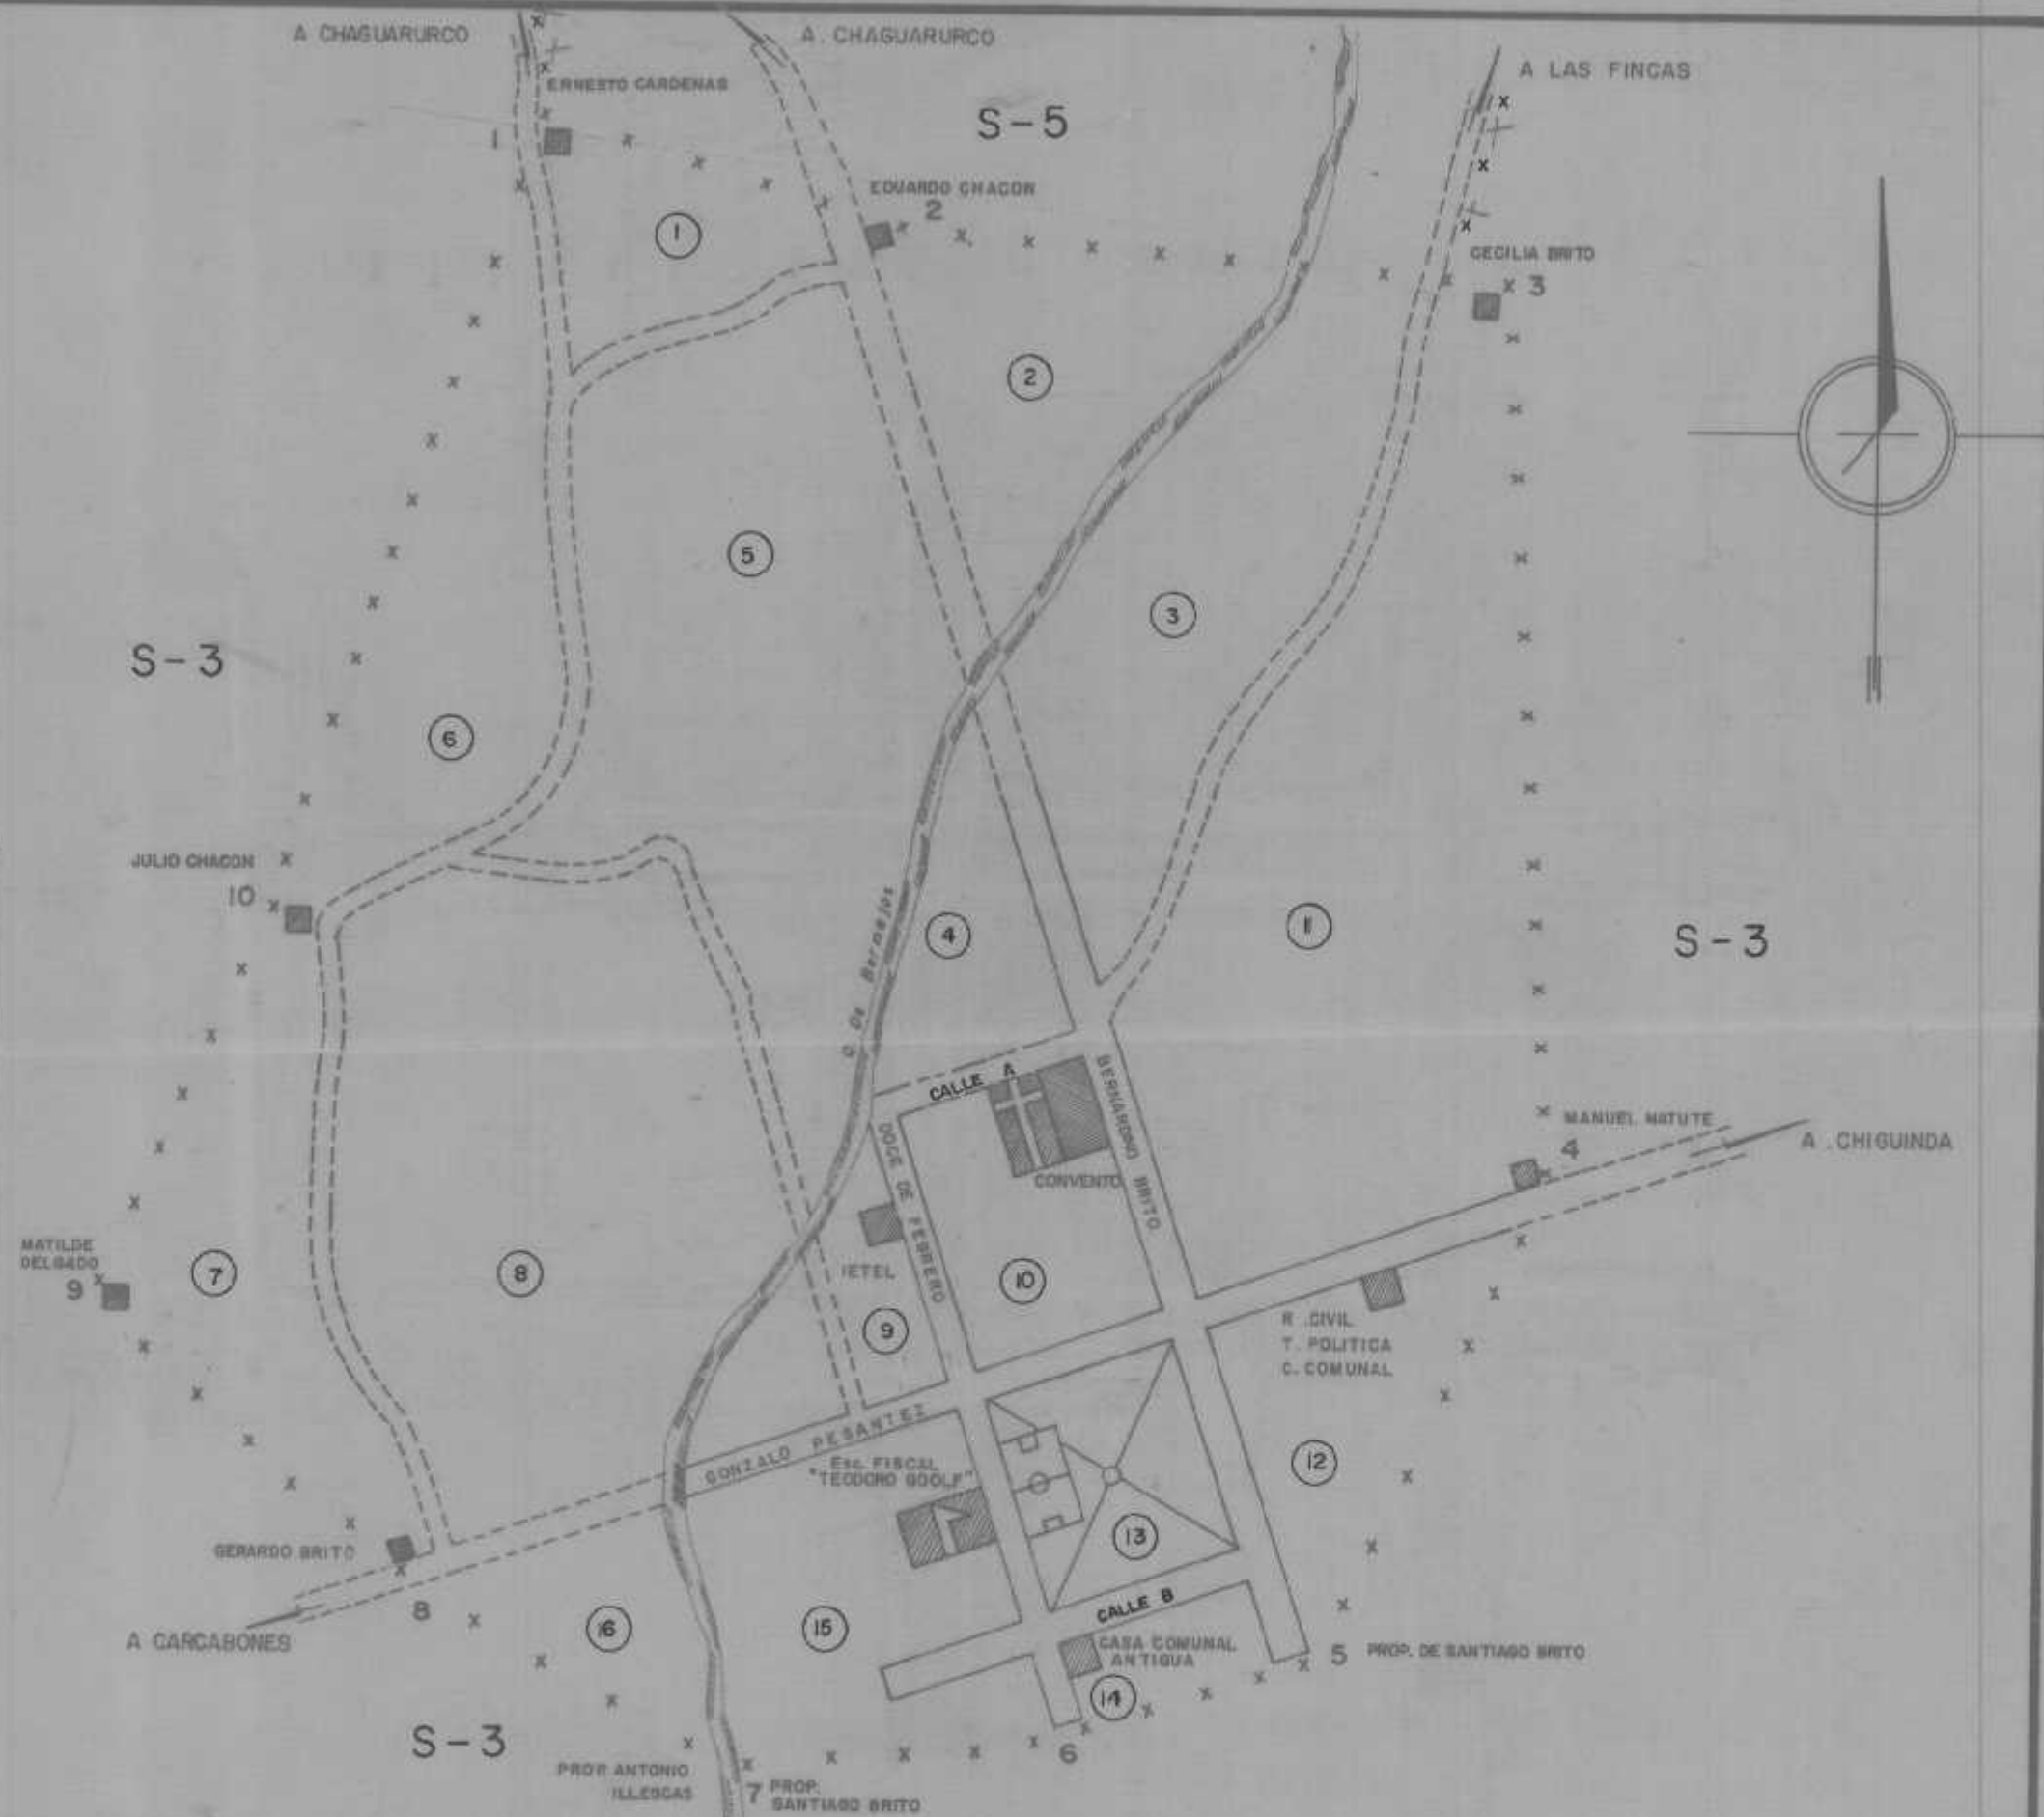 A CHAGUARURCO
A. CHAGUARURCO
A LAS FINCAS
ERNESTO CARDENAS
1
S-5
EDUARDO CHACON
2
1
CECILIA BRITO
3
2
5
3
S-3
6
JULIO CHACON
10
Q. De Bermejos
4
11
S-3
CALLE A
BERNARDINO BRITO
DOCE DE FEBRERO
CONVENTO
MANUEL MATUTE
4
A. CHIGUINDA
MATILDE
DELGADO
9
7
8
IETEL
10
9
R. CIVIL
T. POLITICA
C. COMUNAL
GONZALO PESANTEZ
Esc. FISCAL
12
13
GERARDO BRITO
8
A CARCABONES
16
15
CALLE B
CASA COMUNAL
ANTIGUA
5 PROP. DE SANTIAGO BRITO
14
S-3
6
PROP. ANTONIO
ILLESCAS
7 PROP.
SANTIAGO BRITO